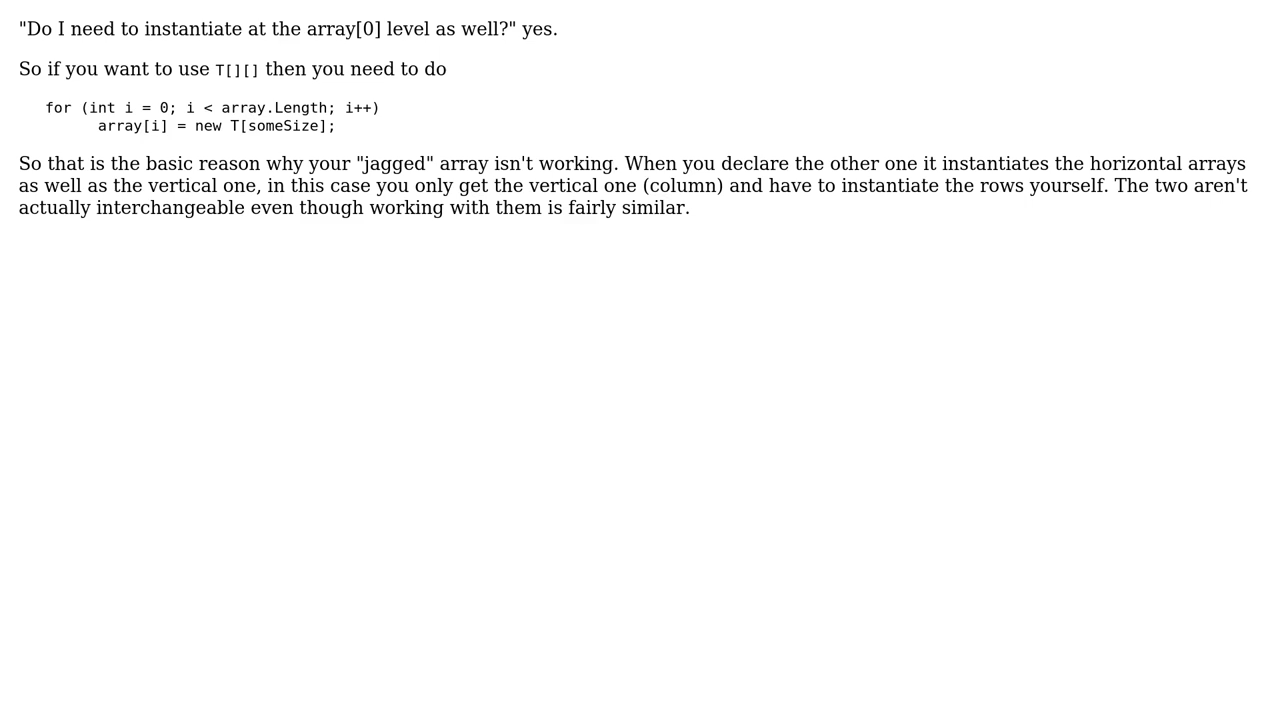 "Do I need to instantiate at the array[0] level as well?" yes.
So if you want to use T[][] then you need to do
for (int i = 0; i < array.Length; i++)
array[i] = new T[someSize];
So that is the basic reason why your "jagged" array isn't working. When you declare the other one it instantiates the horizontal arrays
as well as the vertical one, in this case you only get the vertical one (column) and have to instantiate the rows yourself. The two aren't
actually interchangeable even though working with them is fairly similar.